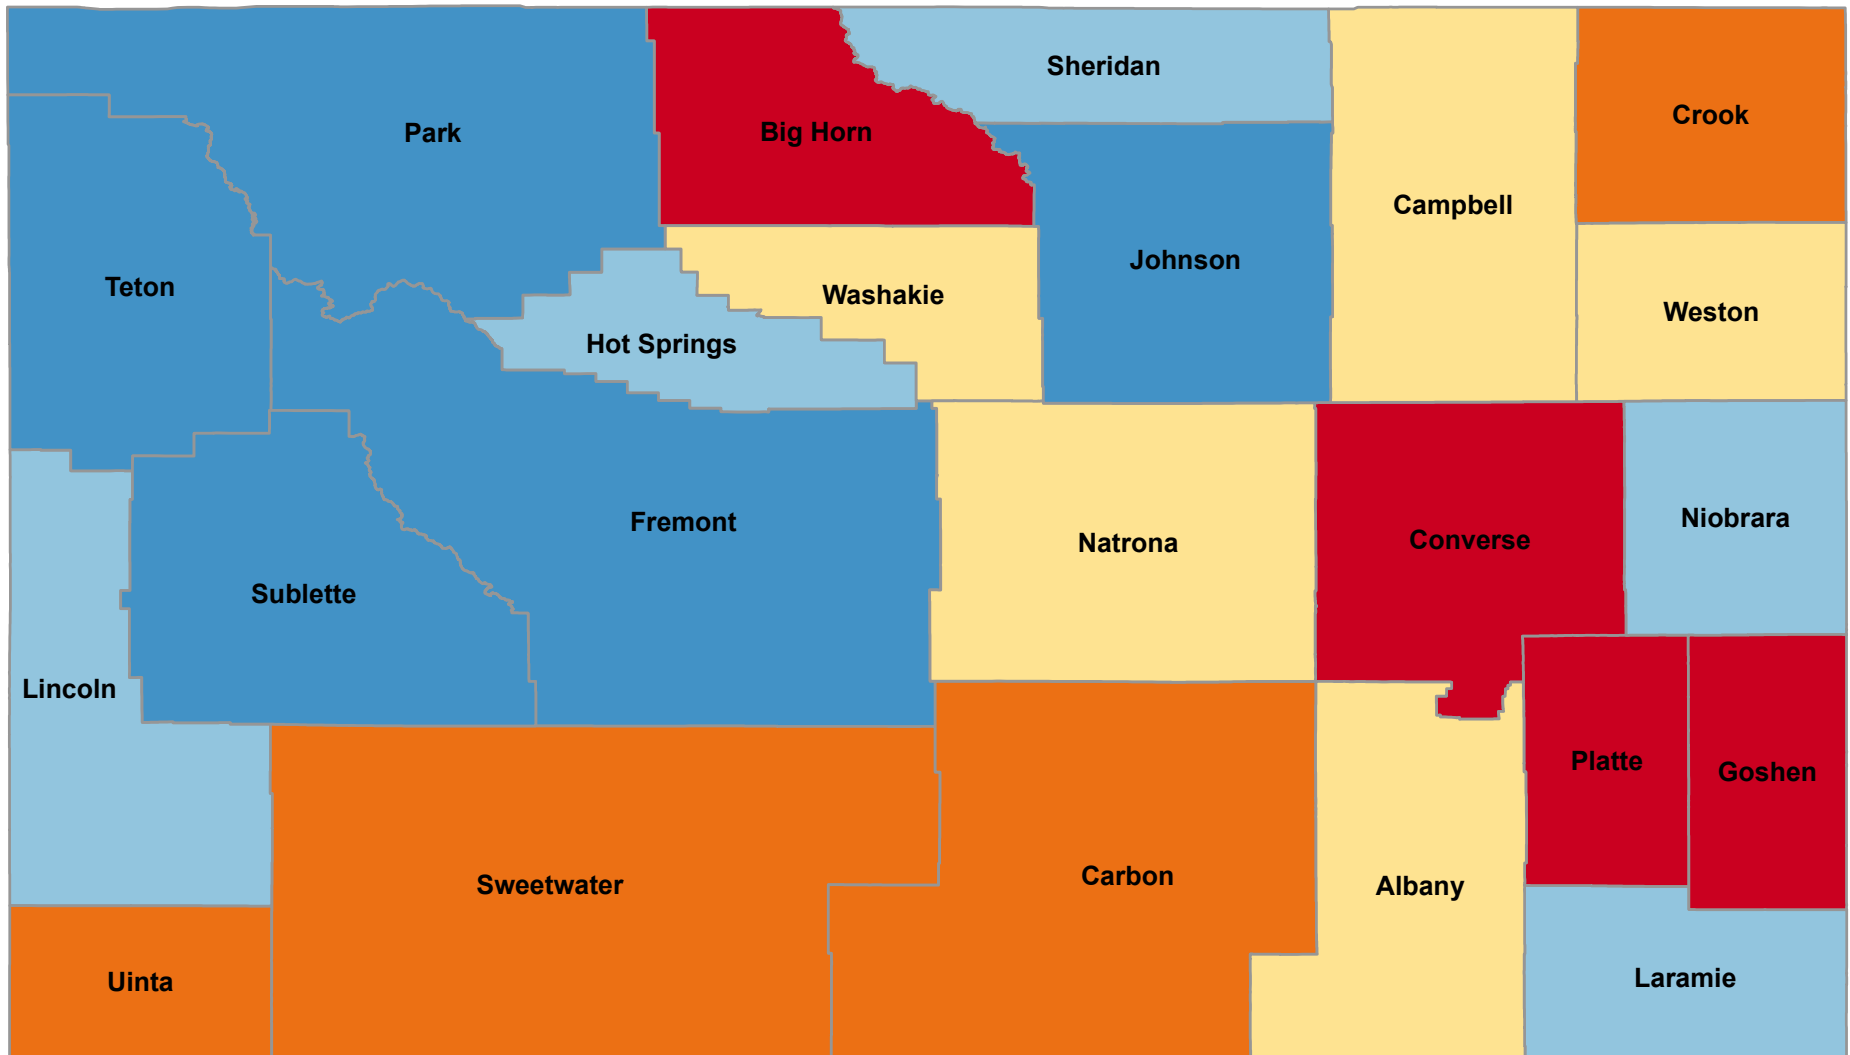 Sheridan
Crook
Park
Big Horn
Campbell
Johnson
Teton
Washakie
Weston
Hot Springs
Niobrara
Fremont
Converse
Natrona
Sublette
Lincoln
Platte
Goshen
Carbon
Sweetwater
Albany
Laramie
Uinta